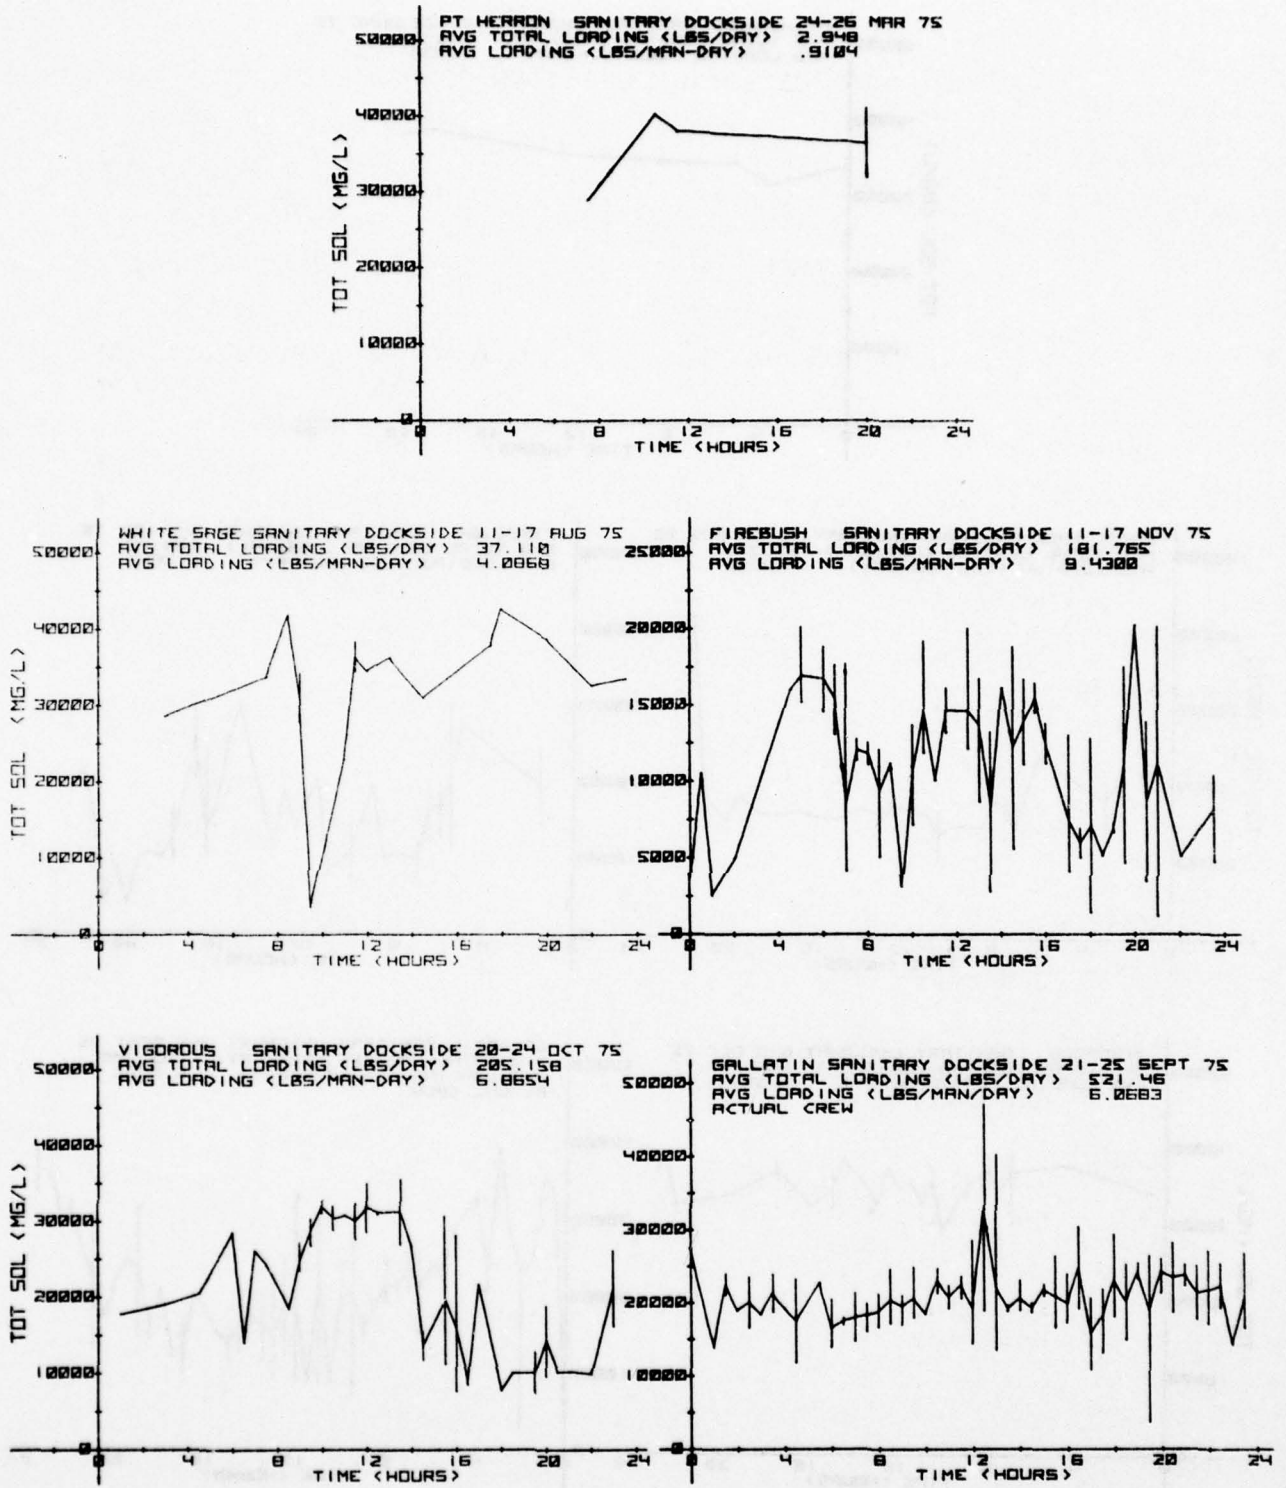 PT HERRON SANITARY DOCKSIDE 24-26 MAR 75
AVG TOTAL LOADING <LBS/DAY> 2.948
AVG LOADING <LBS/MAN-DAY> .9104
50000
40000
30000
20000
10000
0
TOT SOL <MG/L>
0 4 8 12 16 20 24
TIME <HOURS>
WHITE SAGE SANITARY DOCKSIDE 11-17 AUG 75
AVG TOTAL LOADING <LBS/DAY> 37.110
AVG LOADING <LBS/MAN-DAY> 4.0868
50000
40000
30000
20000
10000
0
TOT SOL <MG/L>
0 4 8 12 16 20 24
TIME <HOURS>
FIREBUSH SANITARY DOCKSIDE 11-17 NOV 75
AVG TOTAL LOADING <LBS/DAY> 181.765
AVG LOADING <LBS/MAN-DAY> 9.4300
25000
20000
15000
10000
5000
0
0 4 8 12 16 20 24
TIME <HOURS>
VIGOROUS SANITARY DOCKSIDE 20-24 OCT 75
AVG TOTAL LOADING <LBS/DAY> 205.158
AVG LOADING <LBS/MAN-DAY> 6.8654
50000
40000
30000
20000
10000
0
TOT SOL <MG/L>
0 4 8 12 16 20 24
TIME <HOURS>
GALLATIN SANITARY DOCKSIDE 21-25 SEPT 75
AVG TOTAL LOADING <LBS/DAY> 521.46
AVG LOADING <LBS/MAN/DAY> 6.0683
ACTUAL CREW
50000
40000
30000
20000
10000
0
0 4 8 12 16 20 24
TIME <HOURS>